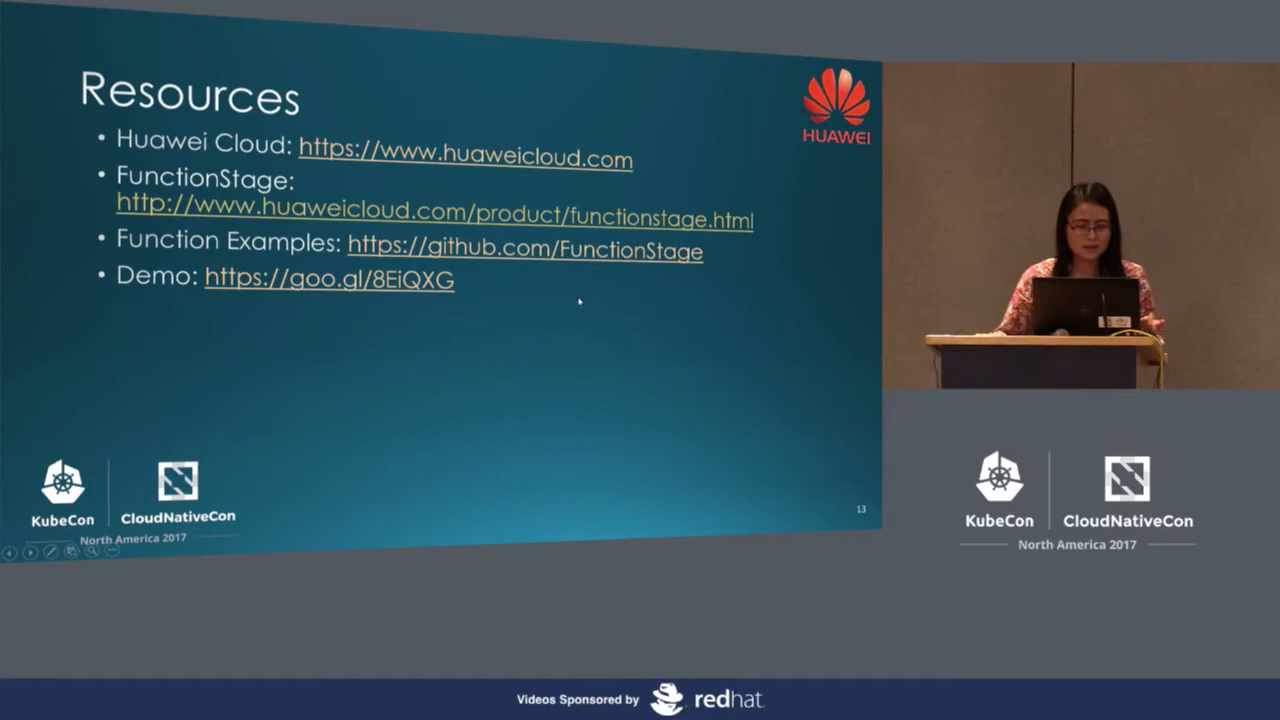 Resources
HUAWEI
• Huawei Cloud: https://www.huaweicloud.com
• FunctionStage:
http://www.huaweicloud.com/product/functionstage.html
• Function Examples: https://github.com/FunctionStage
• Demo: https://goo.gl/8EiQXG
KubeCon
CloudNativeCon
North America 2017
13
KubeCon
CloudNativeCon
North America 2017
Videos Sponsored by redhat.